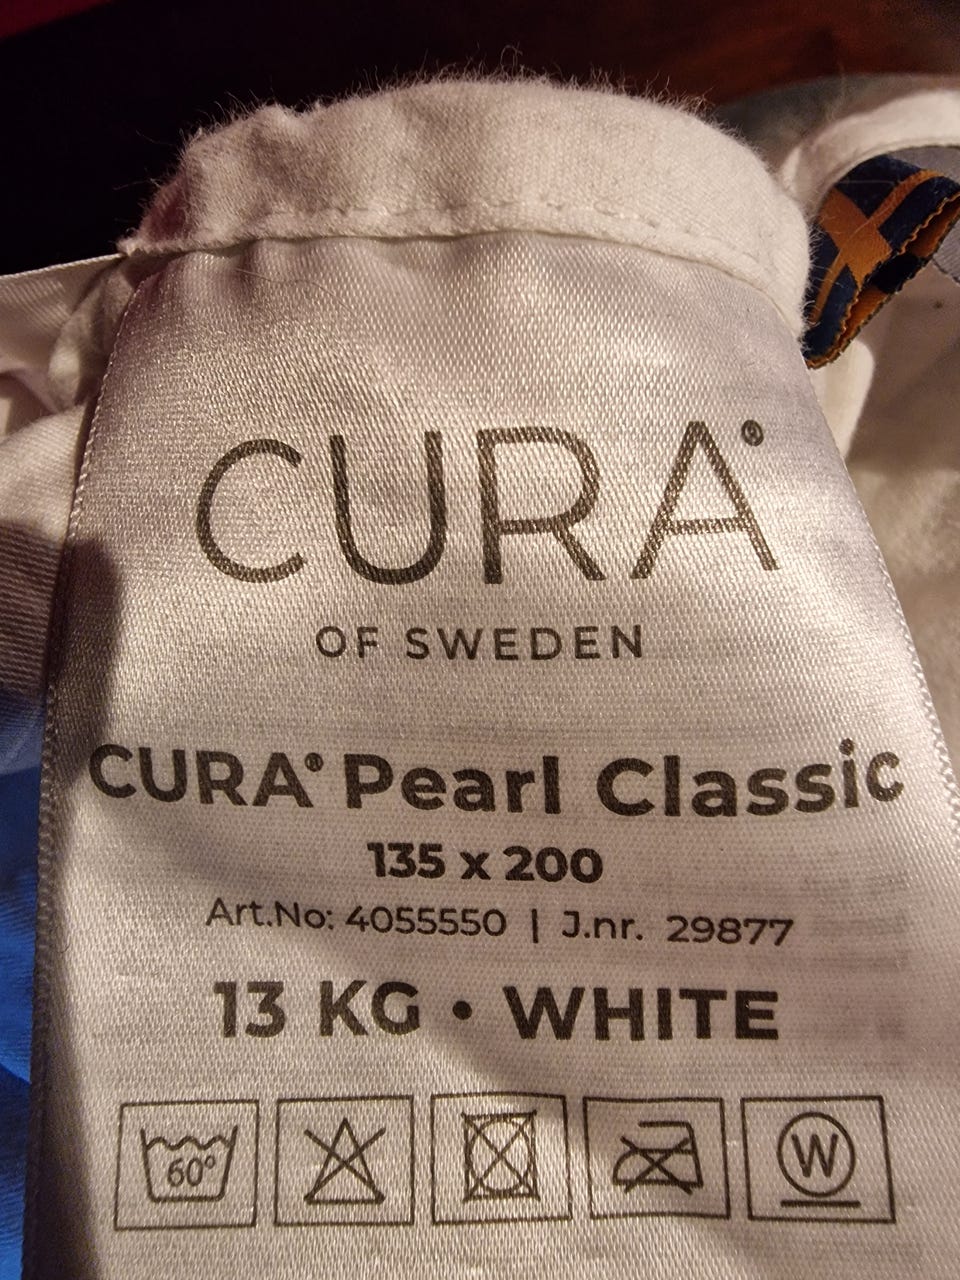 CURA®
OF SWEDEN
CURA® Pearl Classic
135 x 200
Art.No: 4055550 | J.nr. 29877
13 KG • WHITE
60° W